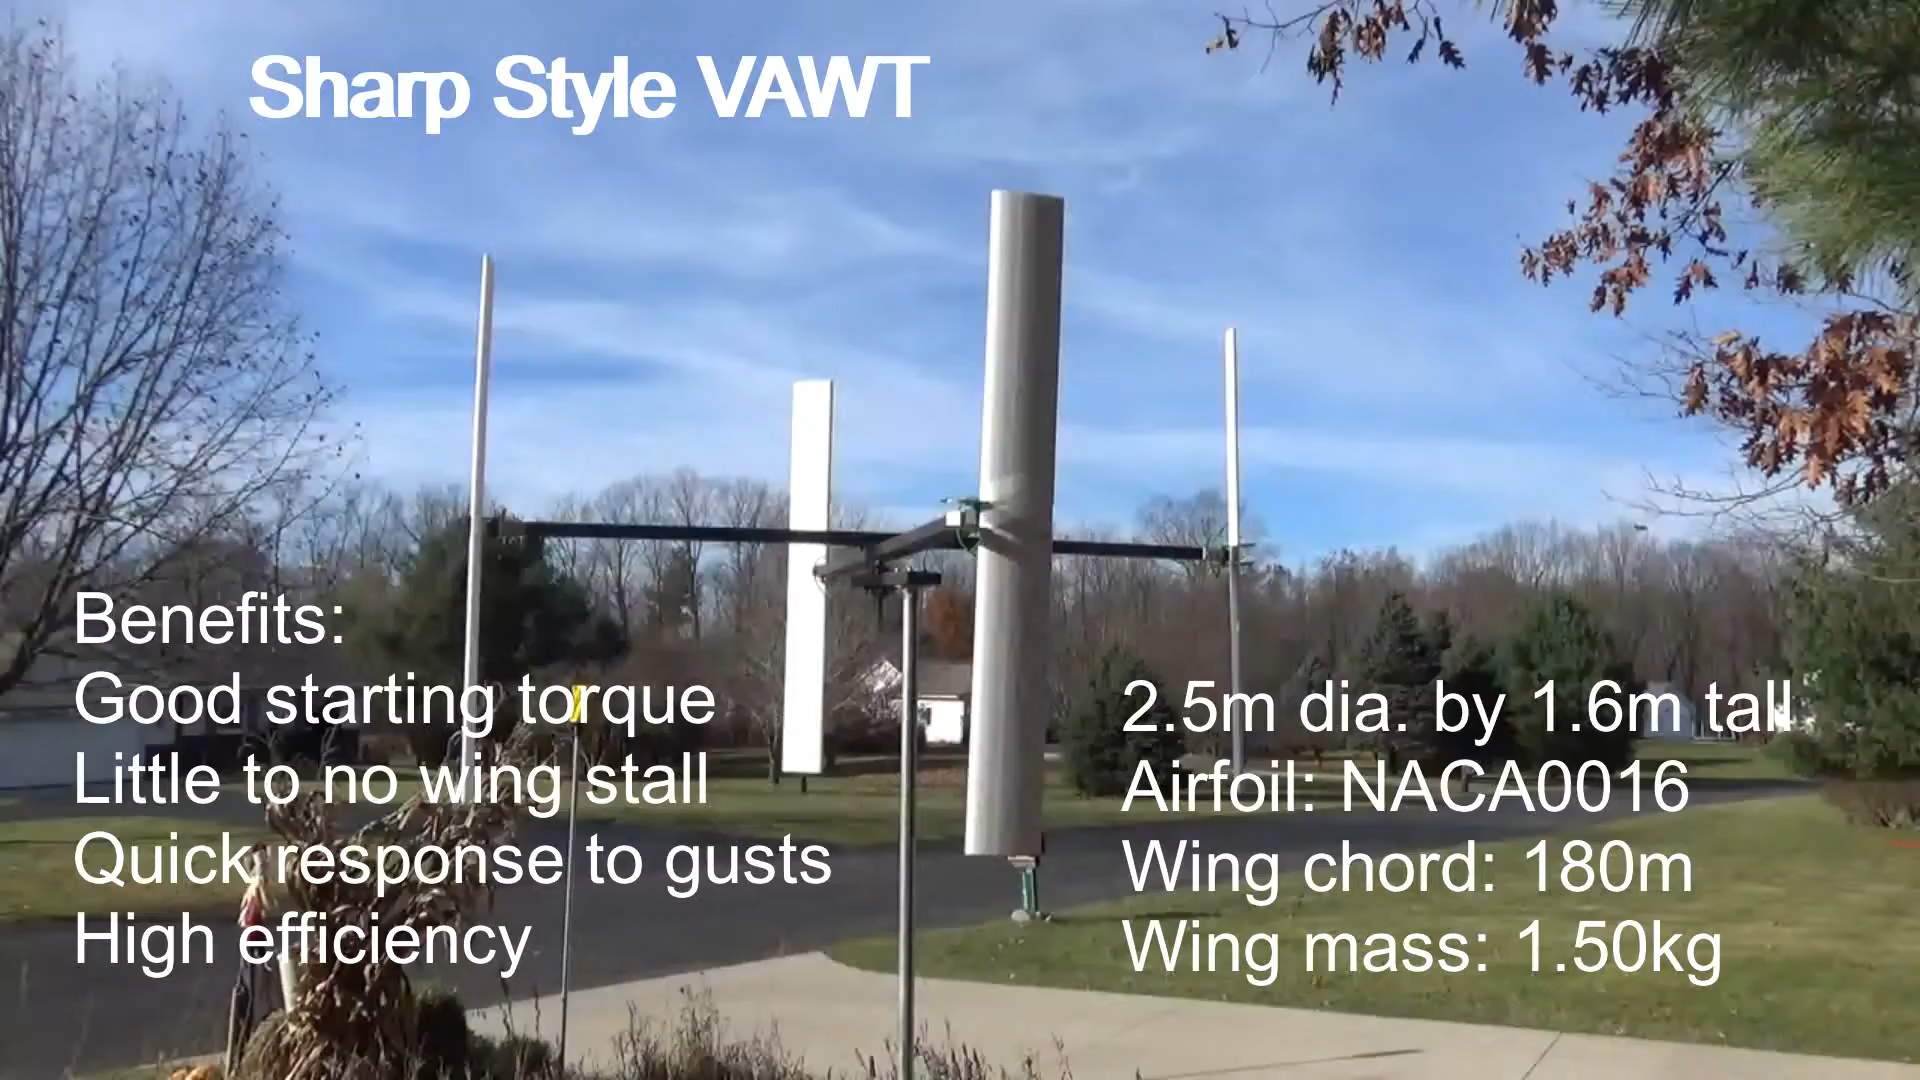 Sharp Style VAWT
Benefits:
Good starting torque
Little to no wing stall
Quick response to gusts
High efficiency
2.5m dia. by 1.6m tall
Airfoil: NACA0016
Wing chord: 180m
Wing mass: 1.50kg